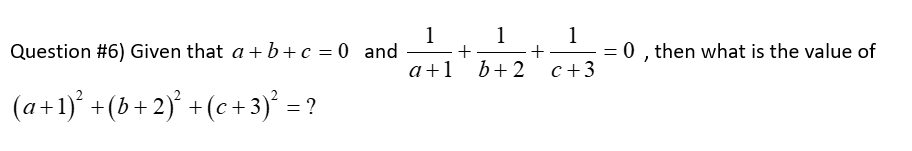 Question #6) Given that a + b + c = 0 and 1/(a+1) + 1/(b+2) + 1/(c+3) = 0 , then what is the value of
(a+1)² + (b+2)² + (c+3)² = ?